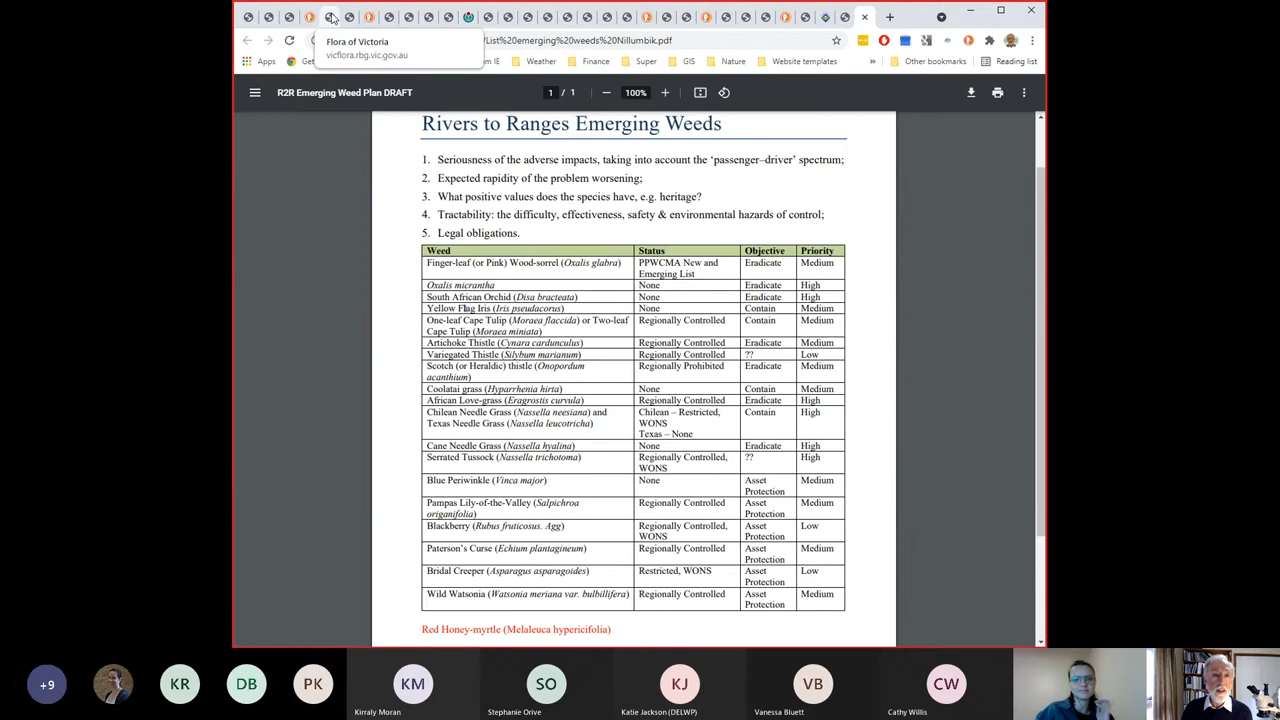 Flora of Victoria
vicflora.rbg.vic.gov.au
List%20emerging%20weeds%20Nillumbik.pdf
Apps
Weather
Finance
Super
GIS
Nature
Website templates
»
Other bookmarks
Reading list
R2R Emerging Weed Plan DRAFT
1 / 1
100%
Rivers to Ranges Emerging Weeds
1. Seriousness of the adverse impacts, taking into account the ‘passenger–driver’ spectrum;
2. Expected rapidity of the problem worsening;
3. What positive values does the species have, e.g. heritage?
4. Tractability: the difficulty, effectiveness, safety & environmental hazards of control;
5. Legal obligations.
Weed Status Objective Priority
Finger-leaf (or Pink) Wood-sorrel (Oxalis glabra) PPWCMA New and Eradicate Medium
Emerging List
Oxalis micrantha None Eradicate High
South African Orchid (Disa bracteata) None Eradicate High
Yellow Flag Iris (Iris pseudacorus) None Contain Medium
One-leaf Cape Tulip (Moraea flaccida) or Two-leaf Regionally Controlled Contain Medium
Cape Tulip (Moraea miniata)
Artichoke Thistle (Cynara cardunculus) Regionally Controlled Eradicate Medium
Variegated Thistle (Silybum marianum) Regionally Controlled ?? Low
Scotch (or Heraldic) thistle (Onopordum Regionally Prohibited Eradicate Medium
acanthium)
Coolatai grass (Hyparrhenia hirta) None Contain Medium
African Love-grass (Eragrostis curvula) Regionally Controlled Eradicate High
Chilean Needle Grass (Nassella neesiana) and Chilean – Restricted, Contain High
Texas Needle Grass (Nassella leucotricha) WONS
Texas – None
Cane Needle Grass (Nassella hyalina) None Eradicate High
Serrated Tussock (Nassella trichotoma) Regionally Controlled, ?? High
WONS
Blue Periwinkle (Vinca major) None Asset Medium
Protection
Pampas Lily-of-the-Valley (Salpichroa Regionally Controlled Asset Medium
origanifolia) Protection
Blackberry (Rubus fruticosus. Agg) Regionally Controlled, Asset Low
WONS Protection
Paterson’s Curse (Echium plantagineum) Regionally Controlled Asset Medium
Protection
Bridal Creeper (Asparagus asparagoides) Restricted, WONS Asset Low
Protection
Wild Watsonia (Watsonia meriana var. bulbillifera) Regionally Controlled Asset Medium
Protection
Red Honey-myrtle (Melaleuca hypericifolia)
+9
KR
DB
PK
KM
SO
KJ
VB
CW
Kirraly Moran
Stephanie Orive
Katie Jackson (DELWP)
Vanessa Bluett
Cathy Willis